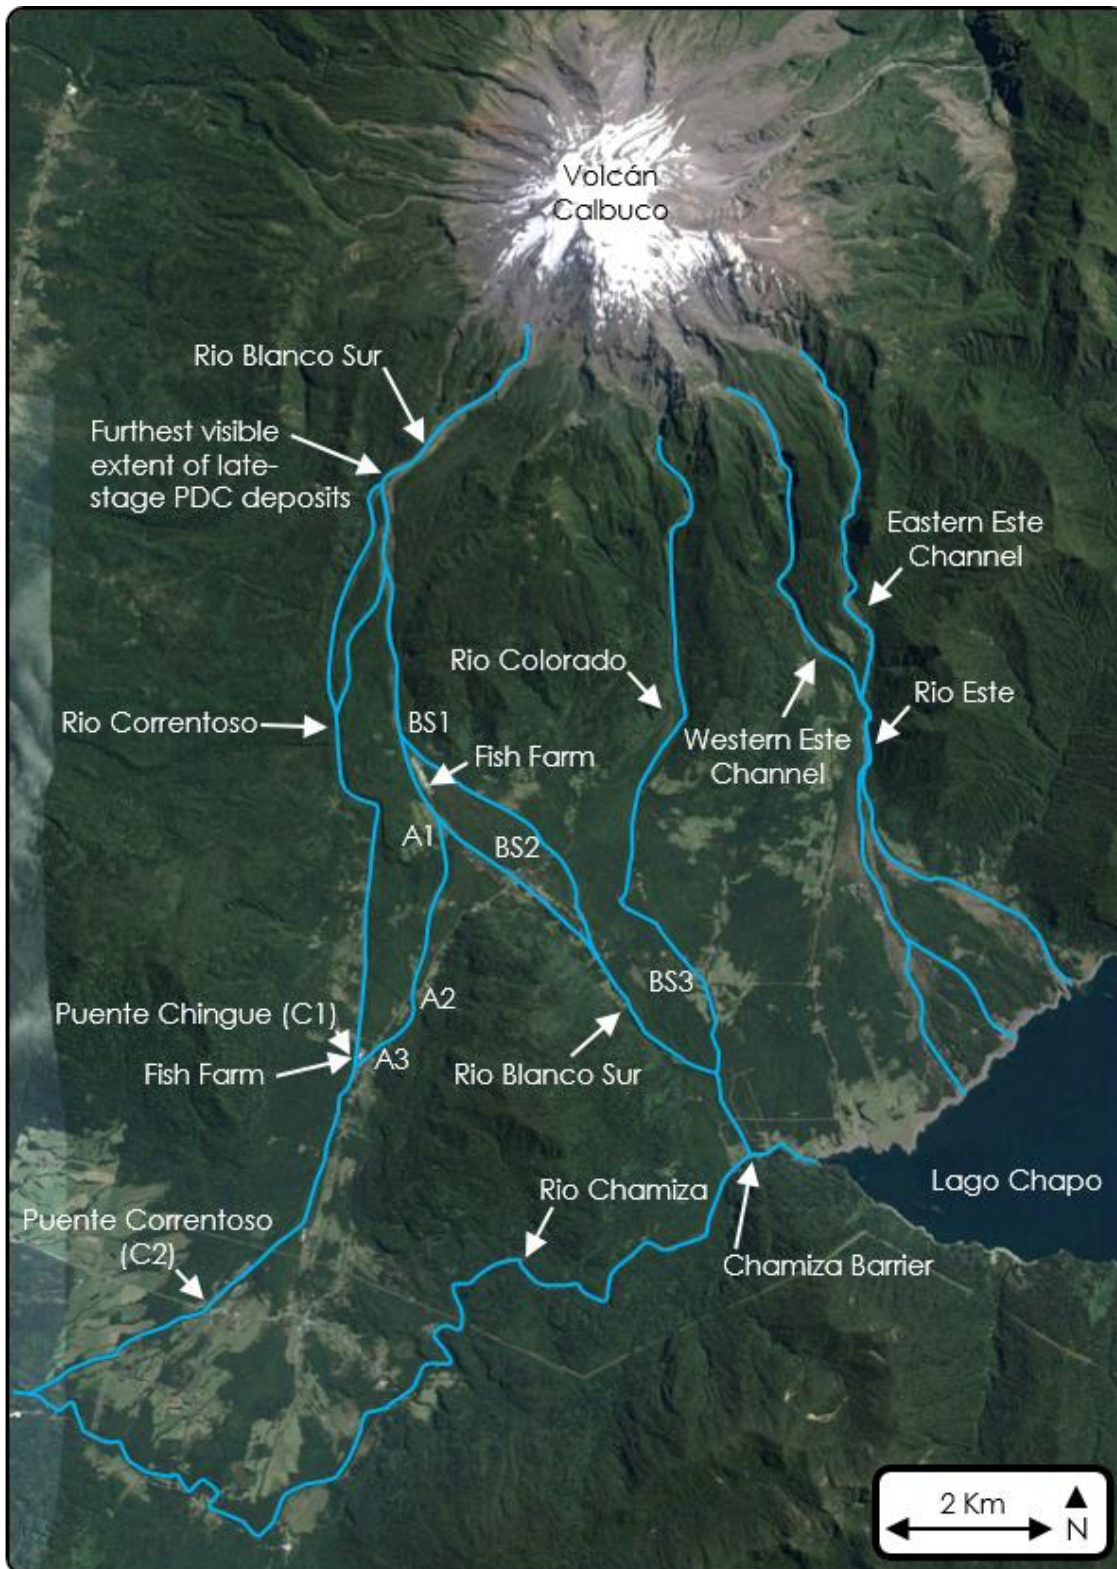 Volcán
Calbuco
Rio Blanco Sur
Furthest visible
extent of late-
stage PDC deposits
Eastern Este
Channel
Rio Colorado
Rio Este
Rio Correntoso
BS1
Western Este
Channel
Fish Farm
A1
BS2
BS3
A2
Puente Chingue (C1)
A3
Fish Farm
Rio Blanco Sur
Lago Chapo
Rio Chamiza
Puente Correntoso
(C2)
Chamiza Barrier
2 Km
N